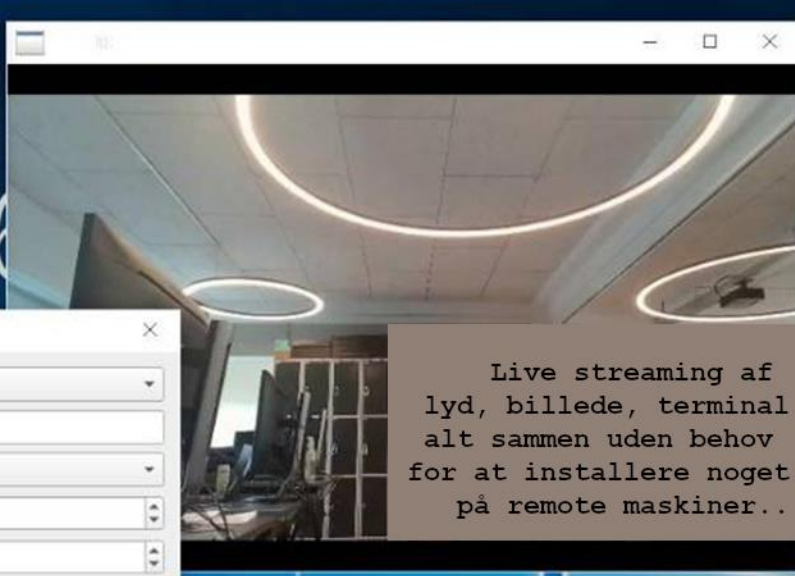 Live streaming af
lyd, billede, terminal
alt sammen uden behov
for at installere noget
på remote maskiner..